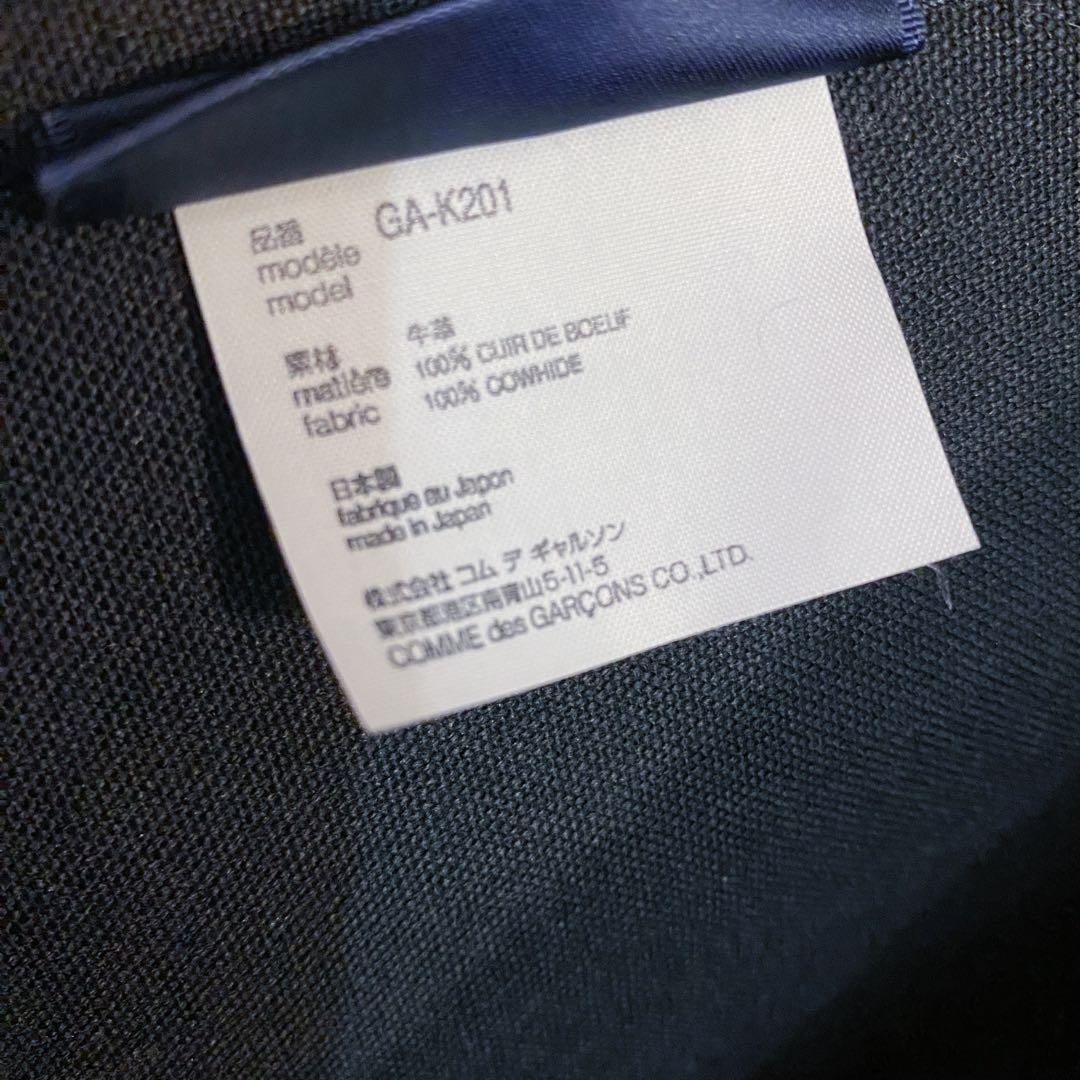 品番 GA-K201
modèle
model
素材 牛革
matière 100% CUIR DE BOEUF
fabric 100% COWHIDE
日本製
fabriqué au Japon
made in Japan
株式会社 コム デ ギャルソン
東京都港区南青山5-11-5
COMME des GARÇONS CO.,LTD.